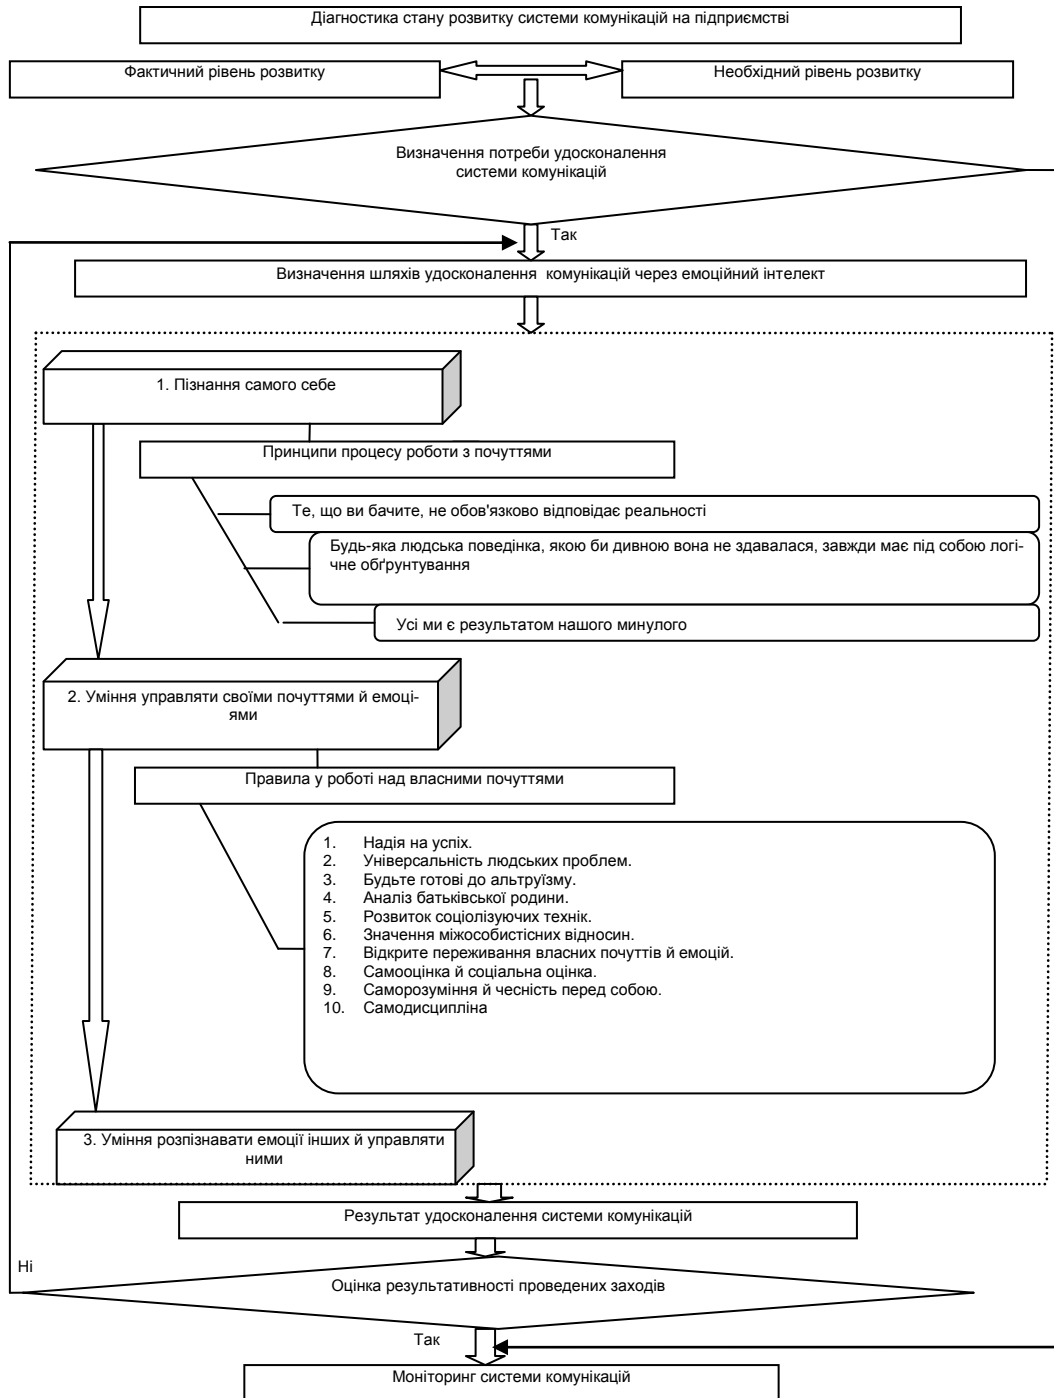 Діагностика стану розвитку системи комунікацій на підприємстві
Фактичний рівень розвитку
Необхідний рівень розвитку
Визначення потреби удосконалення
системи комунікацій
Так
Визначення шляхів удосконалення комунікацій через емоційний інтелект
1. Пізнання самого себе
Принципи процесу роботи з почуттями
Те, що ви бачите, не обов'язково відповідає реальності
Будь-яка людська поведінка, якою би дивною вона не здавалася, завжди має під собою логі-
чне обґрунтування
Усі ми є результатом нашого минулого
2. Уміння управляти своїми почуттями й емоці-
ями
Правила у роботі над власними почуттями
1. Надія на успіх.
2. Універсальність людських проблем.
3. Будьте готові до альтруїзму.
4. Аналіз батьківської родини.
5. Розвиток соціолізуючих технік.
6. Значення міжособистісних відносин.
7. Відкрите переживання власних почуттів й емоцій.
8. Самооцінка й соціальна оцінка.
9. Саморозуміння й чесність перед собою.
10. Самодисципліна
3. Уміння розпізнавати емоції інших й управляти
ними
Результат удосконалення системи комунікацій
Ні
Оцінка результативності проведених заходів
Так
Моніторинг системи комунікацій